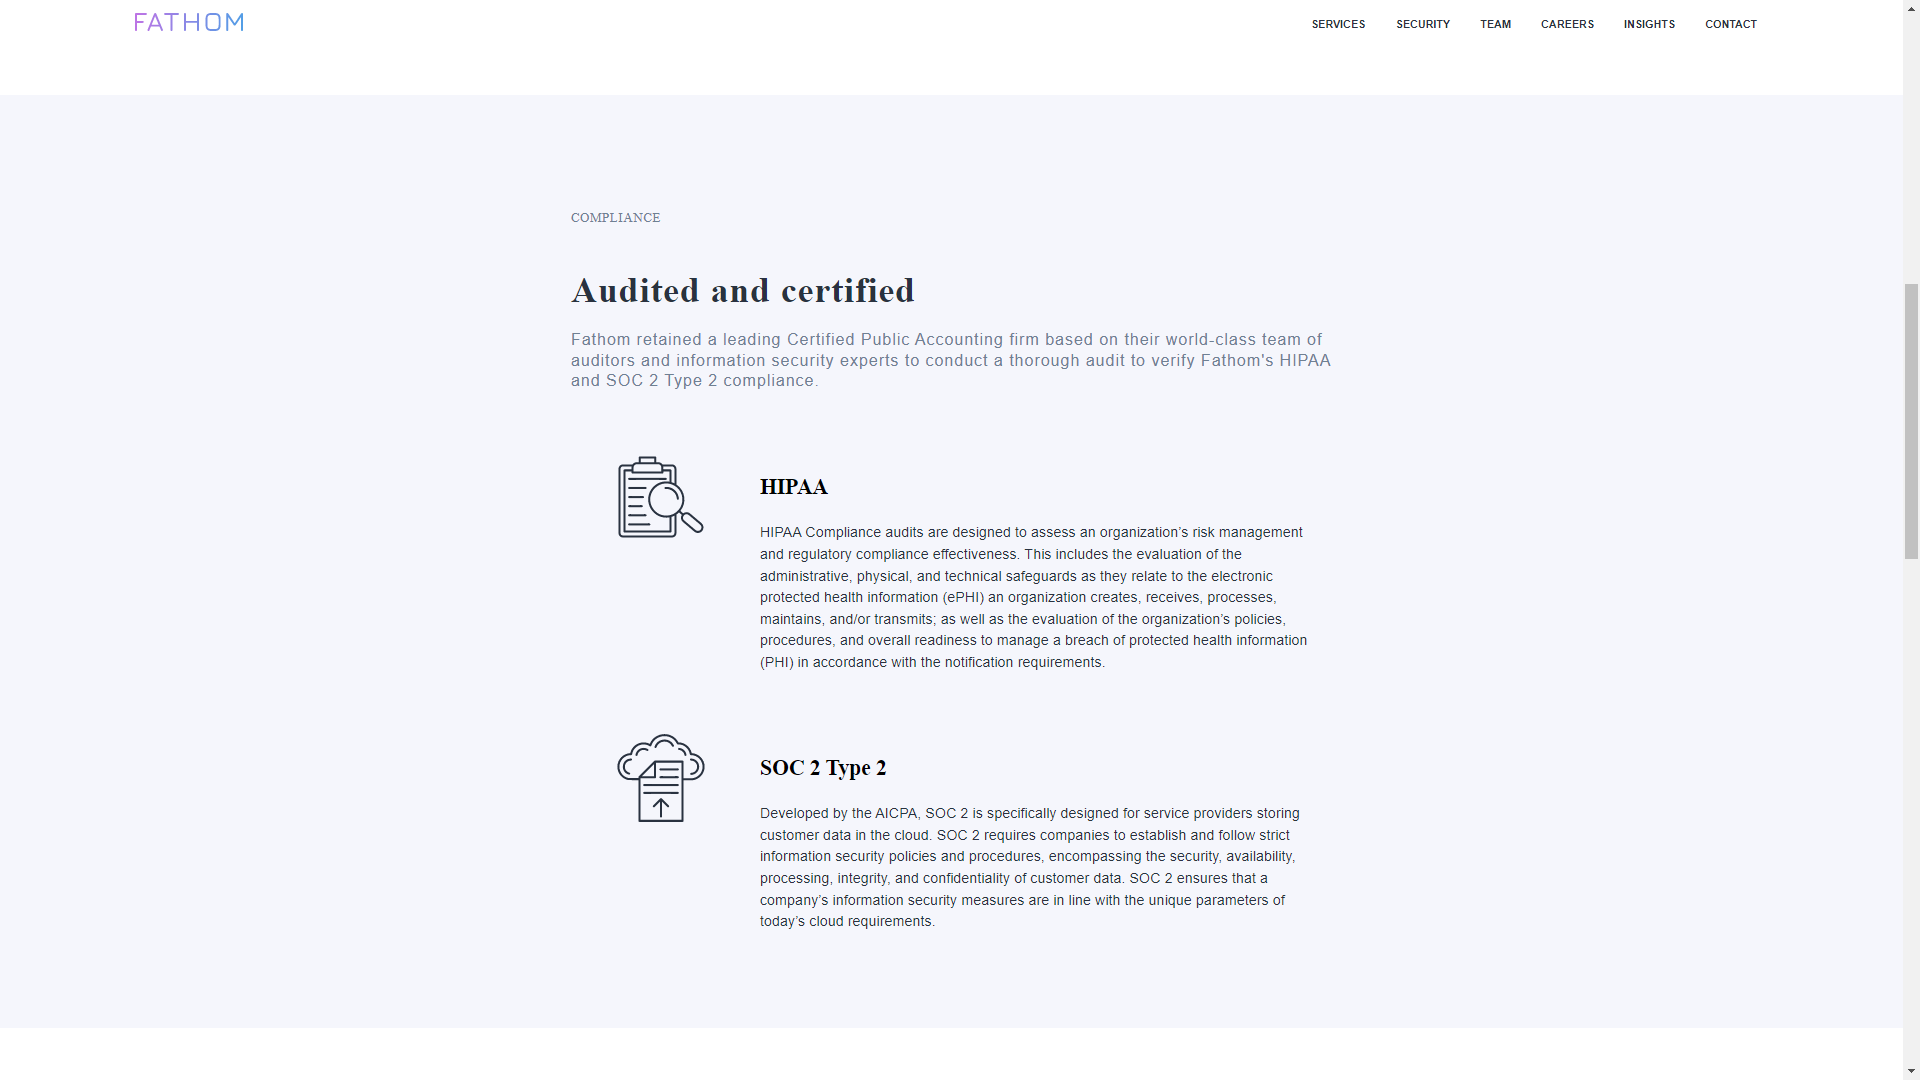 FATHOM
SERVICES SECURITY TEAM CAREERS INSIGHTS CONTACT
COMPLIANCE
Audited and certified
Fathom retained a leading Certified Public Accounting firm based on their world-class team of
auditors and information security experts to conduct a thorough audit to verify Fathom's HIPAA
and SOC 2 Type 2 compliance.
HIPAA
HIPAA Compliance audits are designed to assess an organization’s risk management
and regulatory compliance effectiveness. This includes the evaluation of the
administrative, physical, and technical safeguards as they relate to the electronic
protected health information (ePHI) an organization creates, receives, processes,
maintains, and/or transmits; as well as the evaluation of the organization’s policies,
procedures, and overall readiness to manage a breach of protected health information
(PHI) in accordance with the notification requirements.
SOC 2 Type 2
Developed by the AICPA, SOC 2 is specifically designed for service providers storing
customer data in the cloud. SOC 2 requires companies to establish and follow strict
information security policies and procedures, encompassing the security, availability,
processing, integrity, and confidentiality of customer data. SOC 2 ensures that a
company’s information security measures are in line with the unique parameters of
today’s cloud requirements.